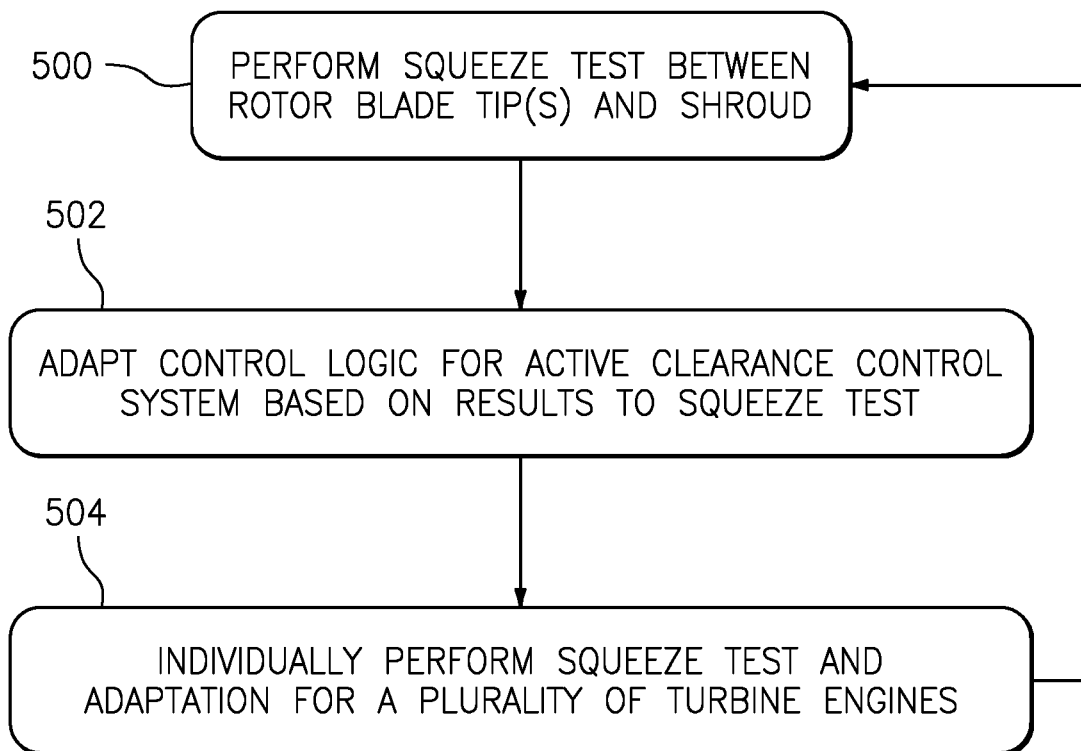 500
PERFORM SQUEEZE TEST BETWEEN
ROTOR BLADE TIP(S) AND SHROUD
502
ADAPT CONTROL LOGIC FOR ACTIVE CLEARANCE CONTROL
SYSTEM BASED ON RESULTS TO SQUEEZE TEST
504
INDIVIDUALLY PERFORM SQUEEZE TEST AND
ADAPTATION FOR A PLURALITY OF TURBINE ENGINES